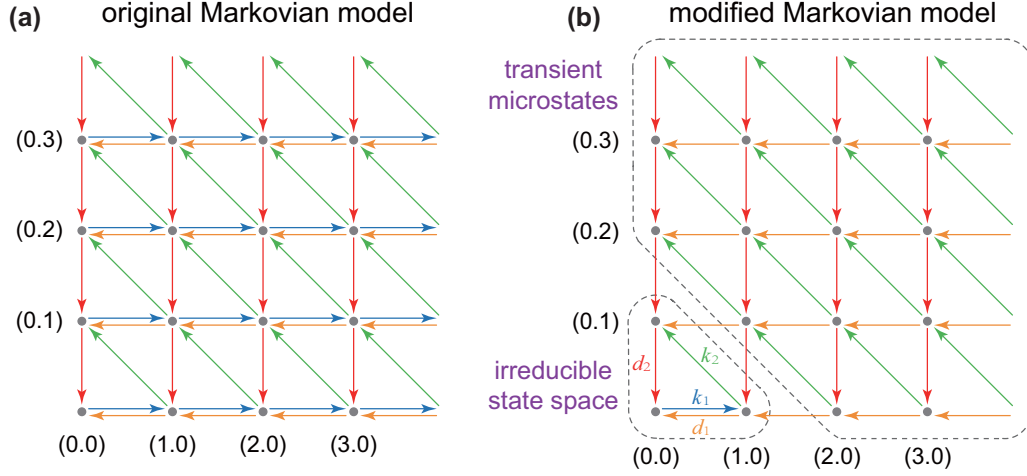 (a) original Markovian model
(0.3)
(0.2)
(0.1)
(0.0) (1.0) (2.0) (3.0)
(b) modified Markovian model
transient
microstates
(0.3)
(0.2)
(0.1)
irreducible
state space
d2
k2
k1
d1
(0.0) (1.0) (2.0) (3.0)